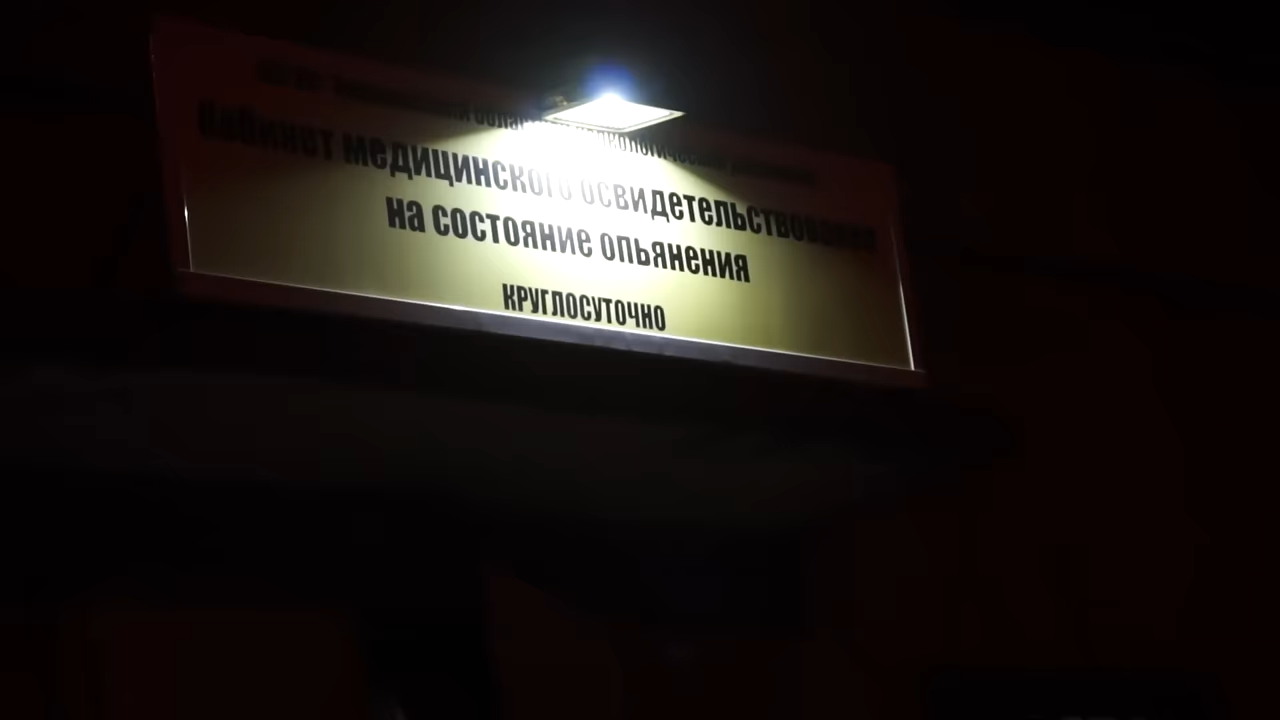 Кабинет медицинского освидетельствования
на состояние опьянения
КРУГЛОСУТОЧНО